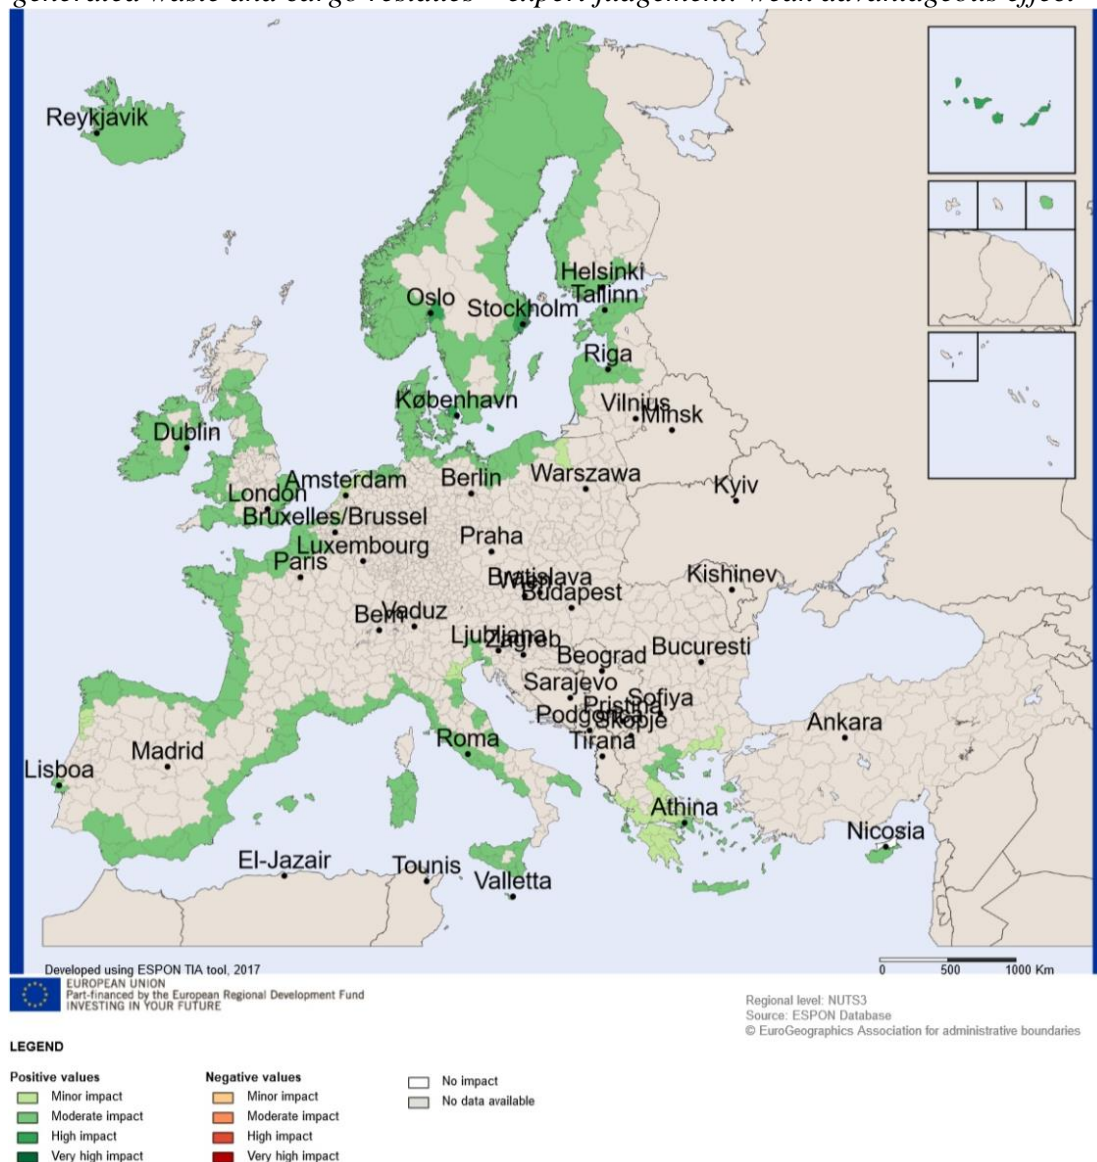 generated waste and cargo residues – expert judgement: weak advantageous effect
Reykjavik
Helsinki
Tallinn
Oslo
Stockholm
Riga
København
Vilnius
Minsk
Dublin
Amsterdam
Berlin
Warszawa
London
Kyiv
Bruxelles/Brussel
Praha
Luxembourg
Paris
Bratislava
Wien
Kishinev
Budapest
Bern
Vaduz
Ljubljana
Zagreb
Bucuresti
Beograd
Sarajevo
Sofiya
Pristina
Podgorica
Skopje
Ankara
Roma
Tirana
Madrid
Lisboa
Athina
Nicosia
El-Jazair
Tounis
Valletta
Developed using ESPON TIA tool, 2017
0 500 1000 Km
EUROPEAN UNION
Part-financed by the European Regional Development Fund
INVESTING IN YOUR FUTURE
Regional level: NUTS3
Source: ESPON Database
© EuroGeographics Association for administrative boundaries
LEGEND
Positive values
Minor impact
Moderate impact
High impact
Very high impact
Negative values
Minor impact
Moderate impact
High impact
Very high impact
No impact
No data available